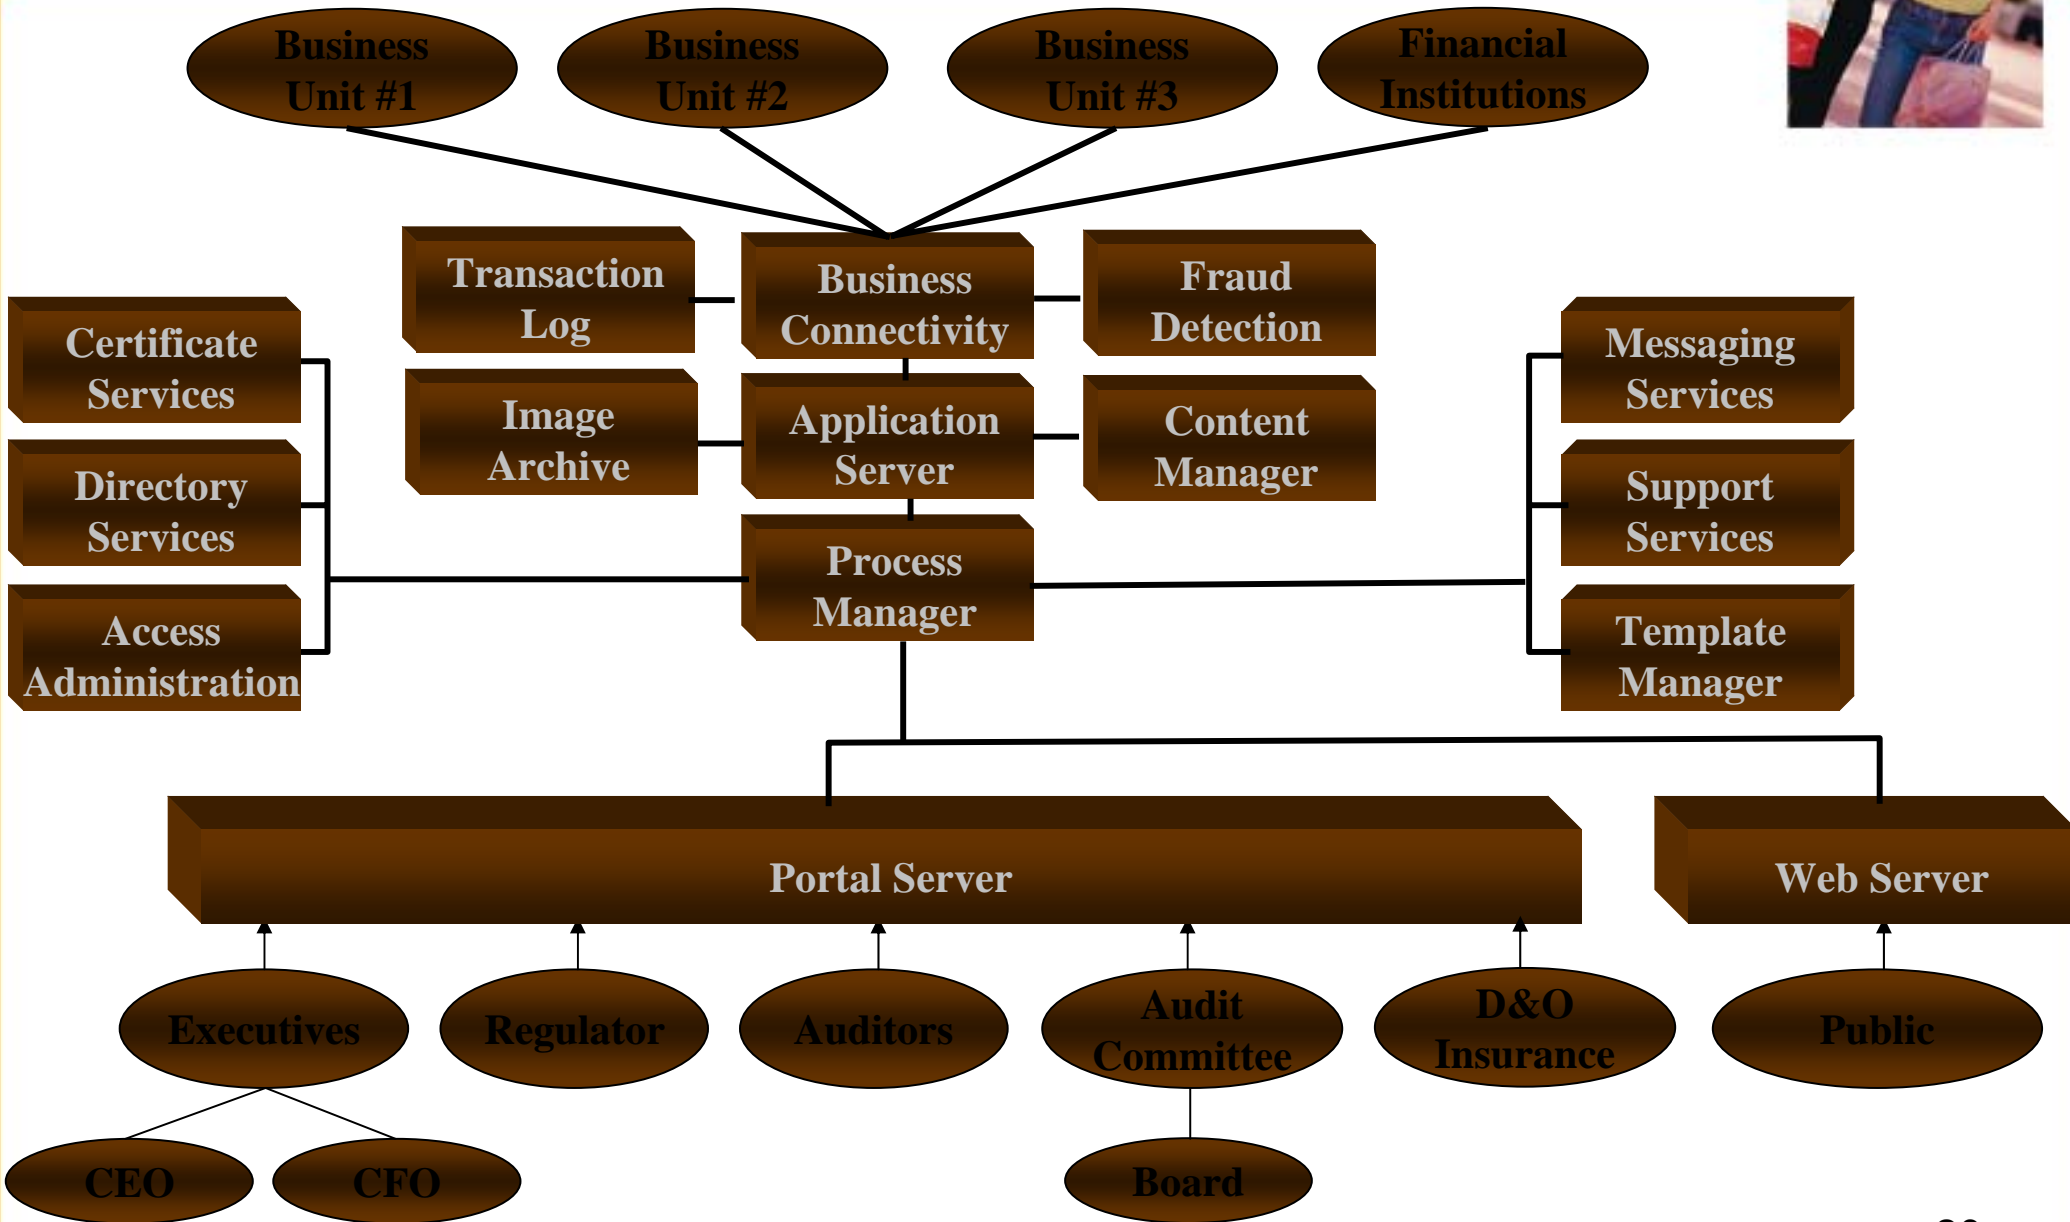 Business
Unit #1
Business
Unit #2
Business
Unit #3
Financial
Institutions
Transaction
Log
Business
Connectivity
Fraud
Detection
Certificate
Services
Messaging
Services
Image
Archive
Application
Server
Content
Manager
Directory
Services
Support
Services
Process
Manager
Access
Administration
Template
Manager
Portal Server
Web Server
Executives
Regulator
Auditors
Audit
Committee
D&O
Insurance
Public
CEO
CFO
Board